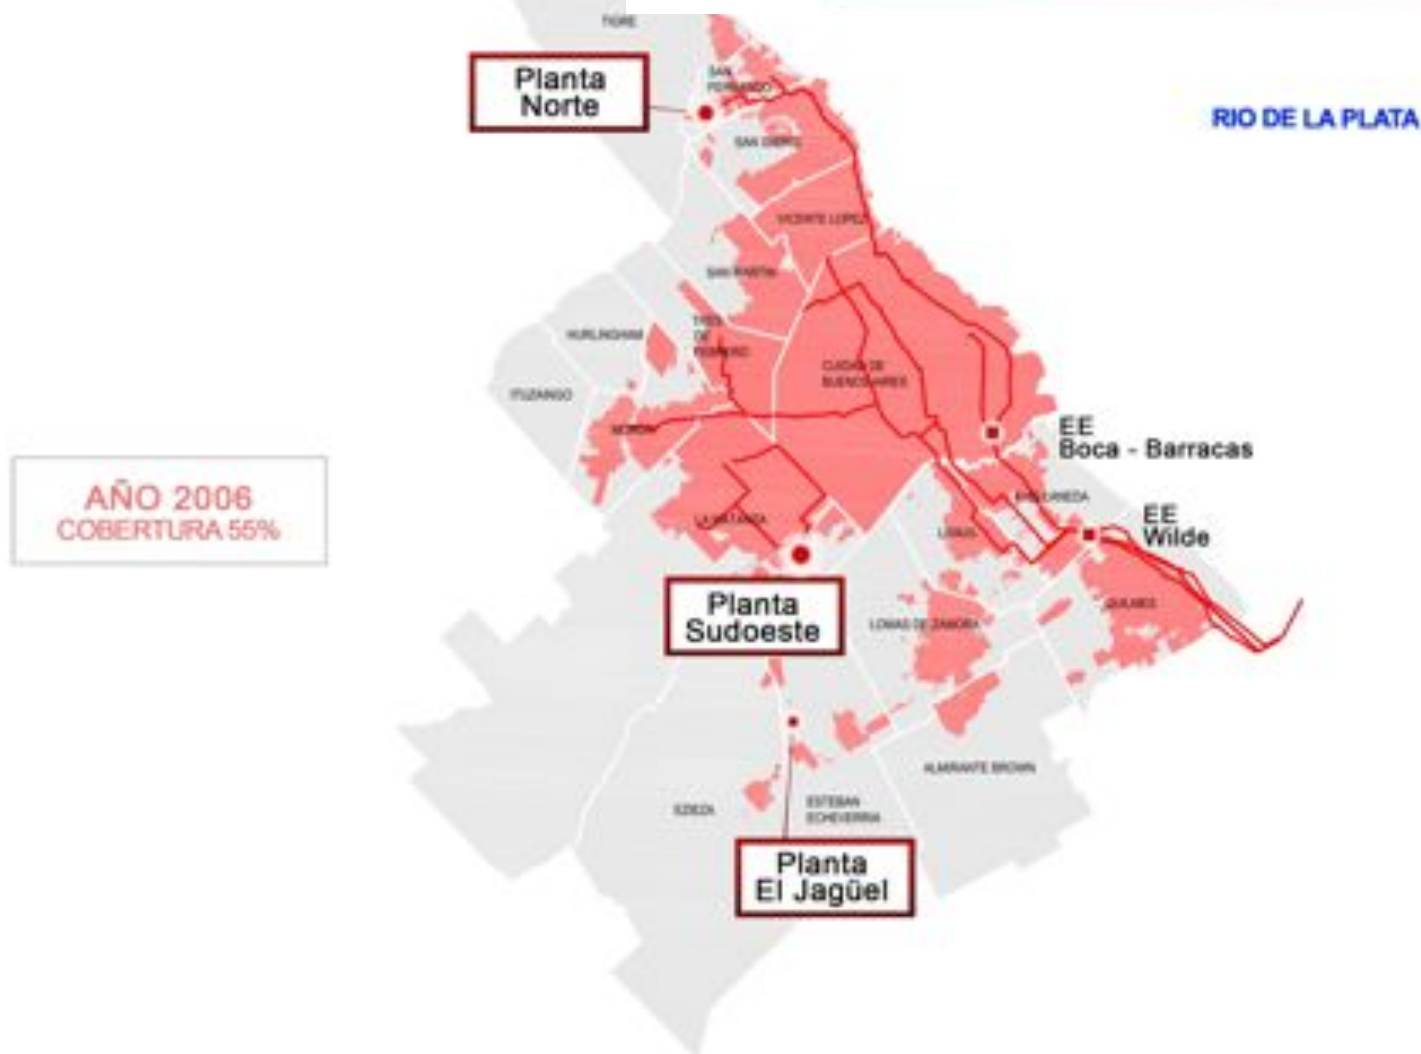 TIGRE
Planta
Norte
SAN
FERNANDO
RIO DE LA PLATA
SAN ISIDRO
VICENTE LOPEZ
SAN MARTIN
HURLINGHAM
TRES
DE
FEBRERO
CUIDAD DE
BUENOS AIRES
ITUZAINGO
MORON
EE
Boca - Barracas
AÑO 2006
COBERTURA 55%
AVELLANEDA
LA MATANZA
LANUS
EE
Wilde
Planta
Sudoeste
LOMAS DE ZAMORA
QUILMES
ALMIRANTE BROWN
EZEIZA
ESTEBAN
ECHEVERRIA
Planta
El Jagüel